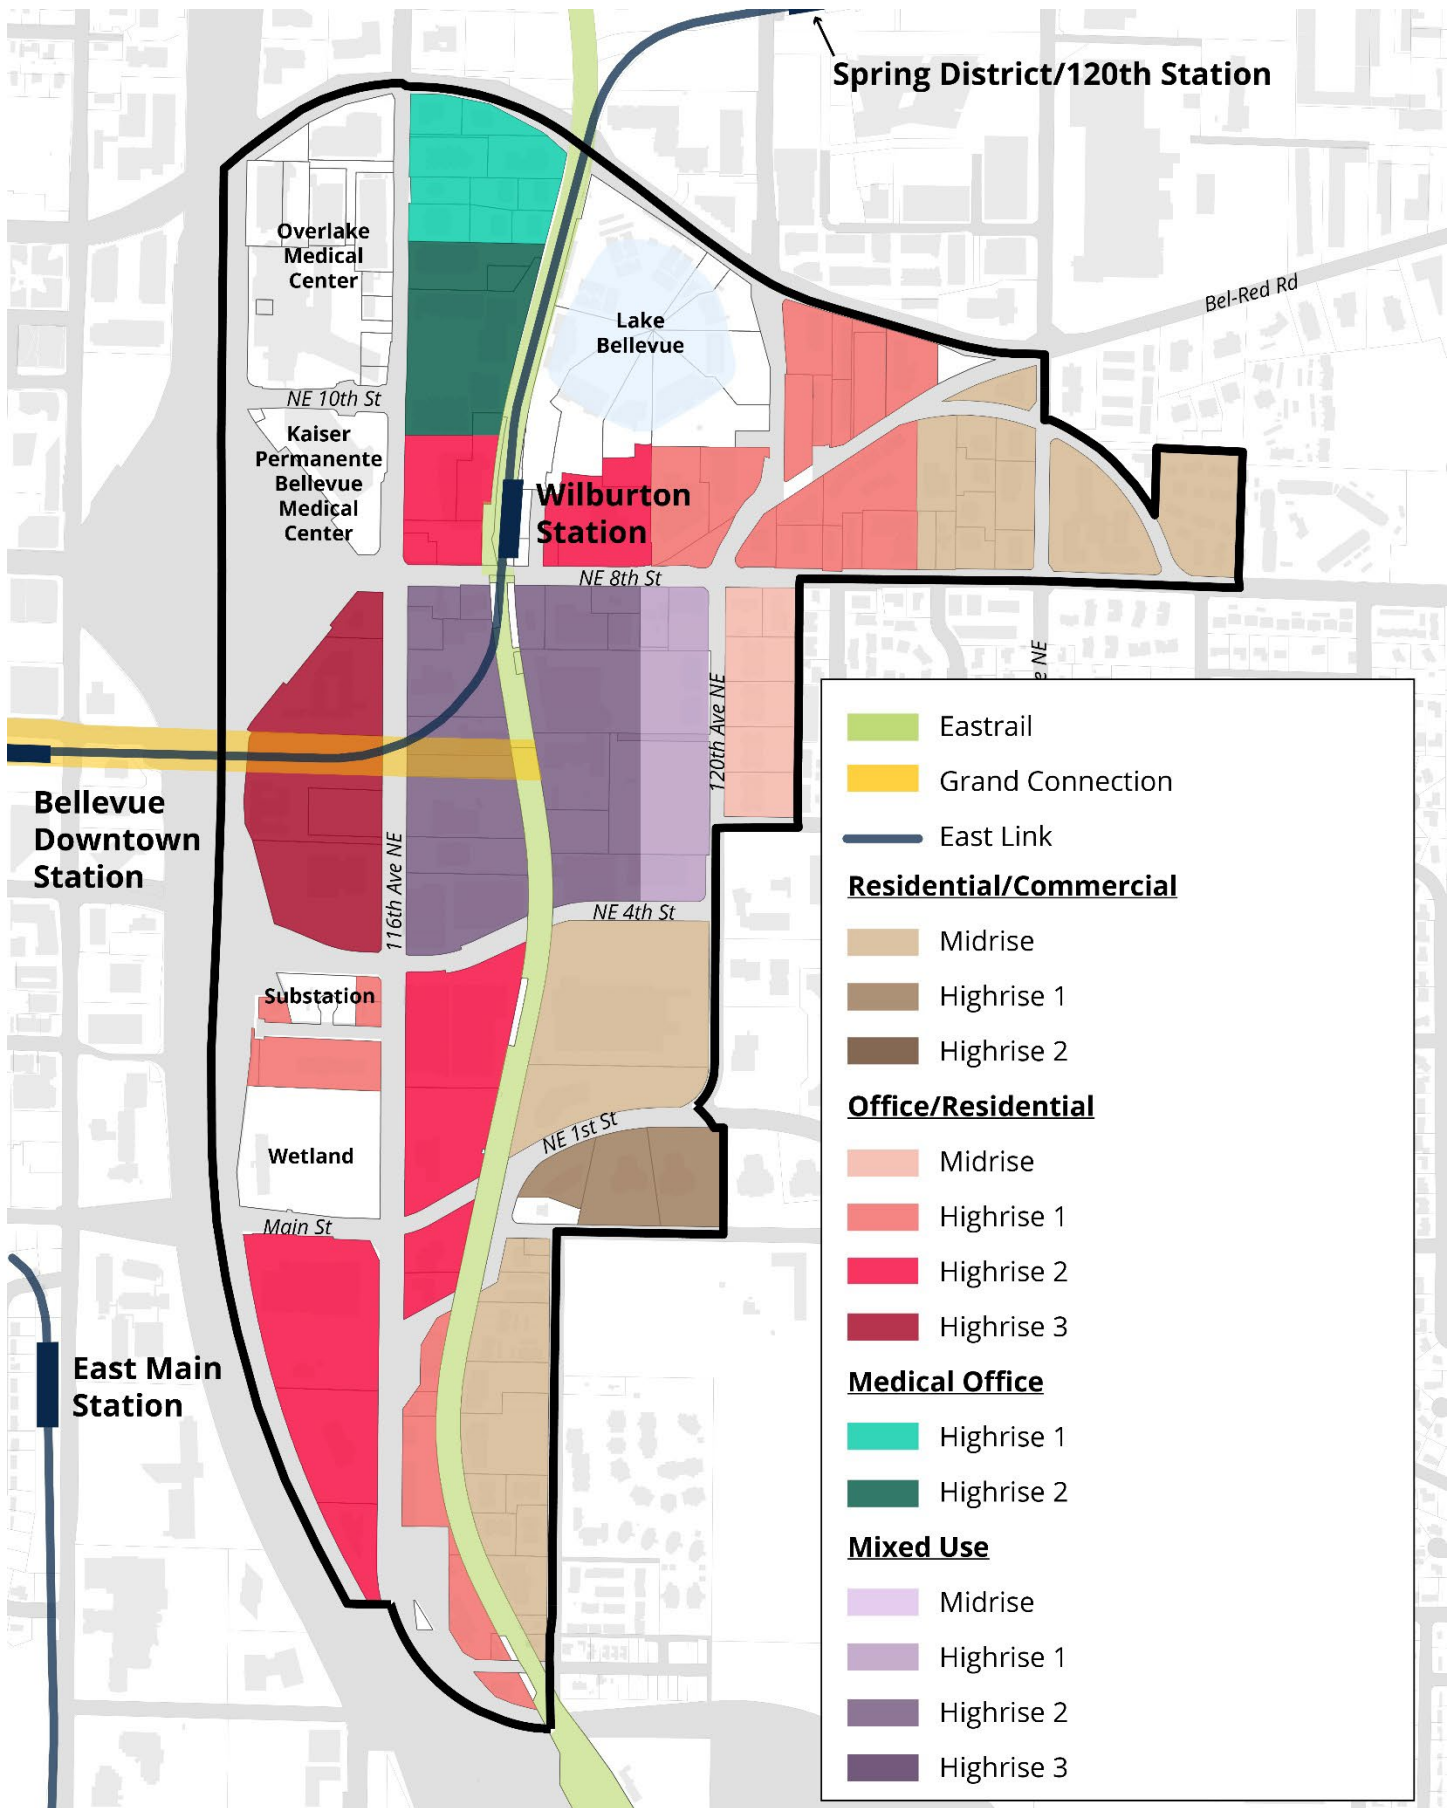 Spring District/120th Station
Overlake
Medical
Center
Lake
Bellevue
Bel-Red Rd
NE 10th St
Kaiser
Permanente
Bellevue
Medical
Center
Wilburton
Station
NE 8th St
e NE
120th Ave NE
Bellevue
Downtown
Station
116th Ave NE
NE 4th St
Substation
NE 1st St
Wetland
Main St
East Main
Station
Eastrail
Grand Connection
East Link
Residential/Commercial
Midrise
Highrise 1
Highrise 2
Office/Residential
Midrise
Highrise 1
Highrise 2
Highrise 3
Medical Office
Highrise 1
Highrise 2
Mixed Use
Midrise
Highrise 1
Highrise 2
Highrise 3